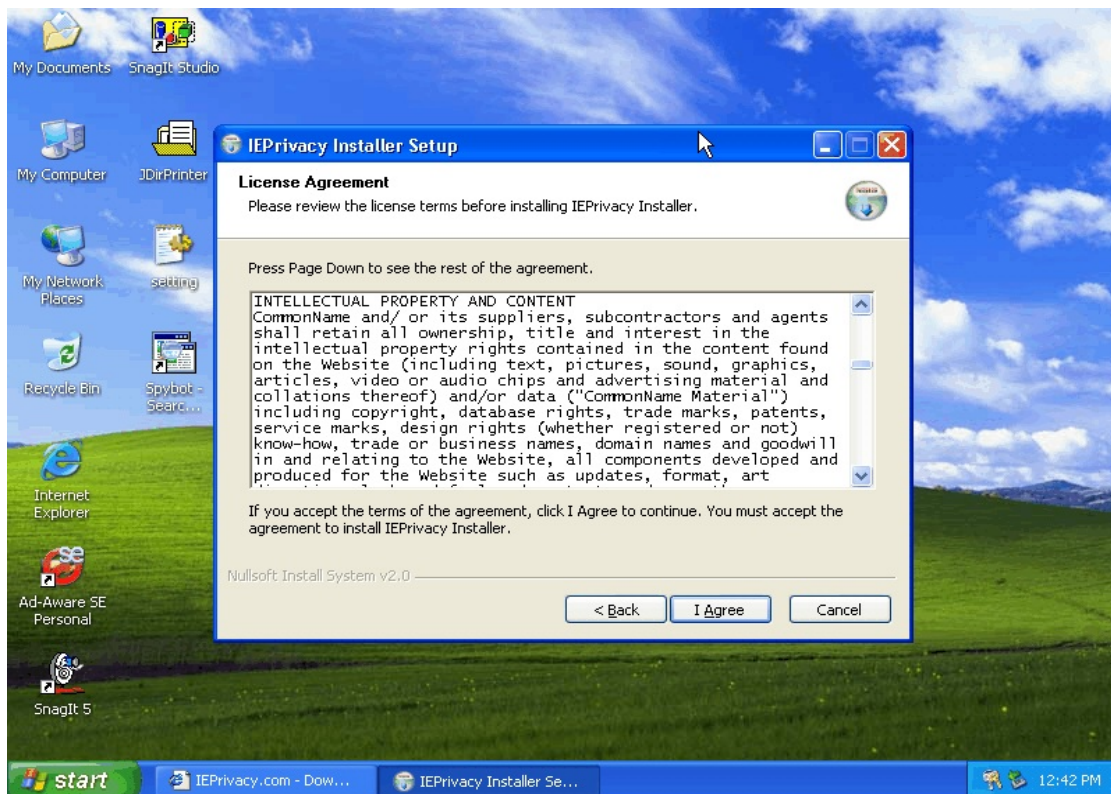 My Documents
SnagIt Studio
My Computer
JDirPrinter
My Network
Places
setting
Recycle Bin
Spybot -
Searc...
Internet
Explorer
Ad-Aware SE
Personal
SnagIt 5
IEPrivacy Installer Setup
License Agreement
Please review the license terms before installing IEPrivacy Installer.
Press Page Down to see the rest of the agreement.
INTELLECTUAL PROPERTY AND CONTENT
CommonName and/ or its suppliers, subcontractors and agents
shall retain all ownership, title and interest in the
intellectual property rights contained in the content found
on the Website (including text, pictures, sound, graphics,
articles, video or audio chips and advertising material and
collations thereof) and/or data ("CommonName Material")
including copyright, database rights, trade marks, patents,
service marks, design rights (whether registered or not)
know-how, trade or business names, domain names and goodwill
in and relating to the Website, all components developed and
produced for the Website such as updates, format, art
If you accept the terms of the agreement, click I Agree to continue. You must accept the
agreement to install IEPrivacy Installer.
Nullsoft Install System v2.0
< Back
I Agree
Cancel
start
IEPrivacy.com - Dow...
IEPrivacy Installer Se...
12:42 PM